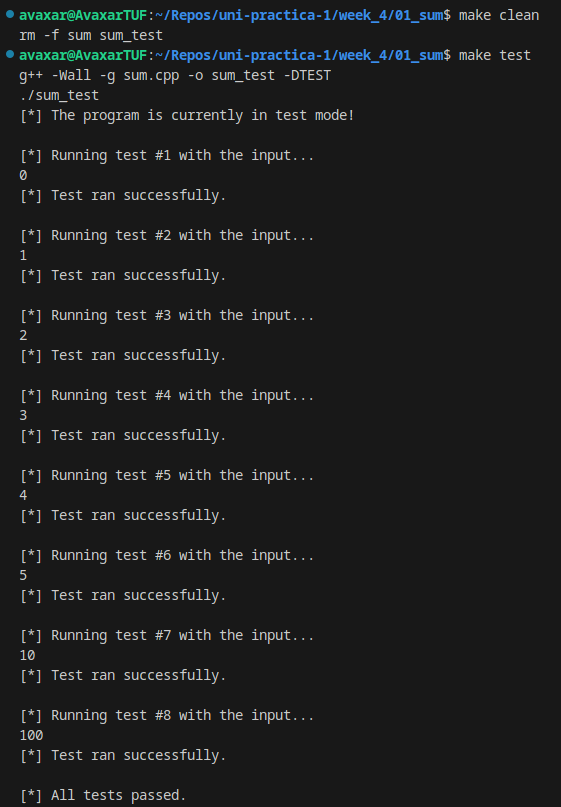 avaxar@AvaxarTUF:~/Repos/uni-practica-1/week_4/01_sum$ make clean
rm -f sum sum_test
avaxar@AvaxarTUF:~/Repos/uni-practica-1/week_4/01_sum$ make test
g++ -Wall -g sum.cpp -o sum_test -DTEST
./sum_test
[*] The program is currently in test mode!
[*] Running test #1 with the input...
0
[*] Test ran successfully.
[*] Running test #2 with the input...
1
[*] Test ran successfully.
[*] Running test #3 with the input...
2
[*] Test ran successfully.
[*] Running test #4 with the input...
3
[*] Test ran successfully.
[*] Running test #5 with the input...
4
[*] Test ran successfully.
[*] Running test #6 with the input...
5
[*] Test ran successfully.
[*] Running test #7 with the input...
10
[*] Test ran successfully.
[*] Running test #8 with the input...
100
[*] Test ran successfully.
[*] All tests passed.